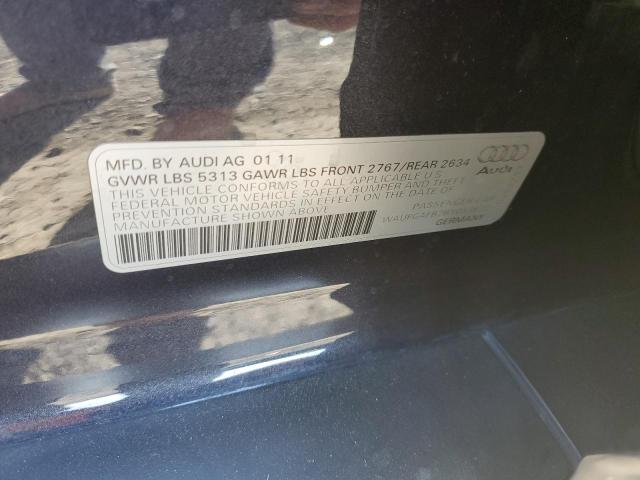 MFD. BY AUDI AG 01 11
GVWR LBS 5313 GAWR LBS FRONT 2767/REAR 2634
THIS VEHICLE CONFORMS TO ALL APPLICABLE U.S.
FEDERAL MOTOR VEHICLE SAFETY BUMPER AND THEFT
PREVENTION STANDARDS IN EFFECT ON THE DATE OF
MANUFACTURE SHOWN ABOVE.
Audi
PASSENGER CAR
GERMANY